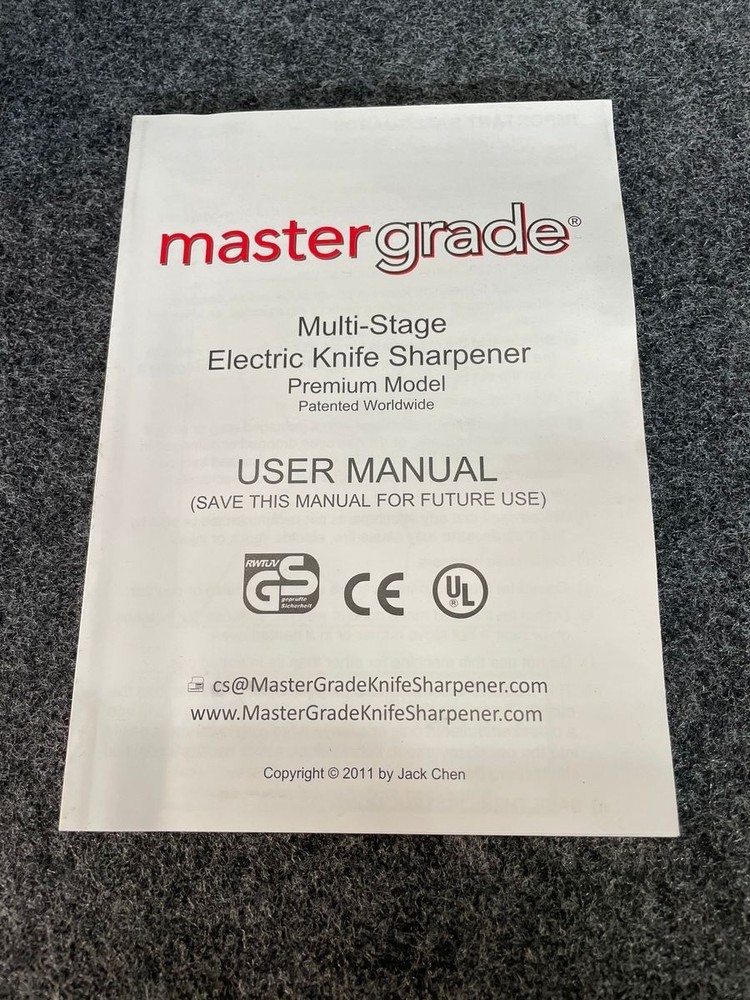 mastergrade®
Multi-Stage
Electric Knife Sharpener
Premium Model
Patented Worldwide
USER MANUAL
(SAVE THIS MANUAL FOR FUTURE USE)
RWTUV GS geprüfte Sicherheit CE UL ®
cs@MasterGradeKnifeSharpener.com
www.MasterGradeKnifeSharpener.com
Copyright © 2011 by Jack Chen